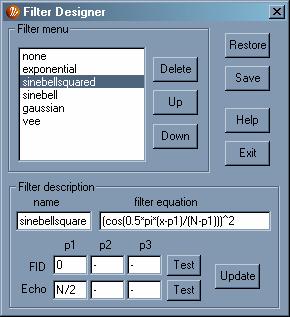 Filter Designer
Filter menu
none
exponential
sinebellsquared
sinebell
gaussian
vee
Delete
Up
Down
Restore
Save
Help
Exit
Filter description
name
filter equation
sinebellsquare
(cos(0.5*pi*(x-p1)/(N-p1)))^2
p1 p2 p3
FID 0 - - Test
Echo N/2 - - Test
Update